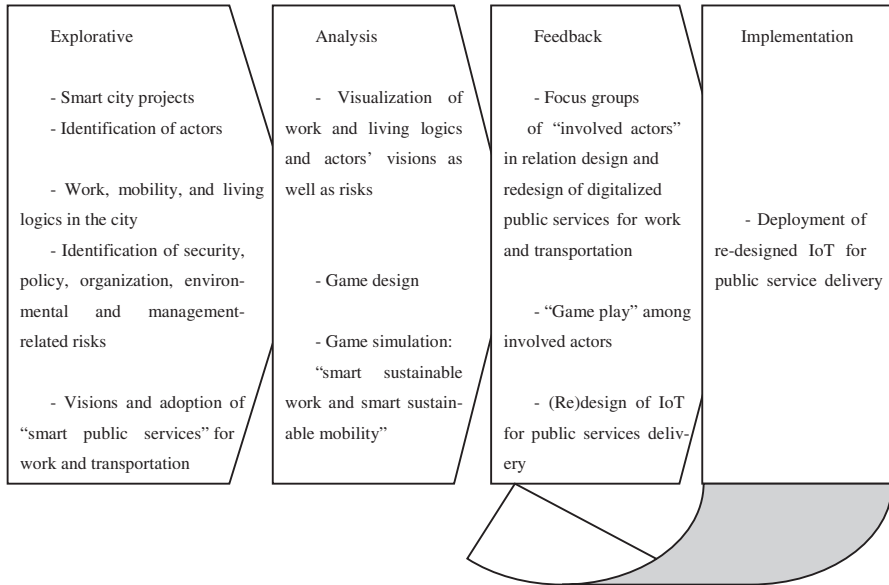 Explorative
- Smart city projects
- Identification of actors
- Work, mobility, and living
logics in the city
- Identification of security,
policy, organization, environ-
mental and management-
related risks
- Visions and adoption of
“smart public services” for
work and transportation
Analysis
- Visualization of
work and living logics
and actors’ visions as
well as risks
- Game design
- Game simulation:
“smart sustainable
work and smart sustain-
able mobility”
Feedback
- Focus groups
of “involved actors”
in relation design and
redesign of digitalized
public services for work
and transportation
- “Game play” among
involved actors
- (Re)design of IoT
for public services deliv-
ery
Implementation
- Deployment of
re-designed IoT for
public service delivery